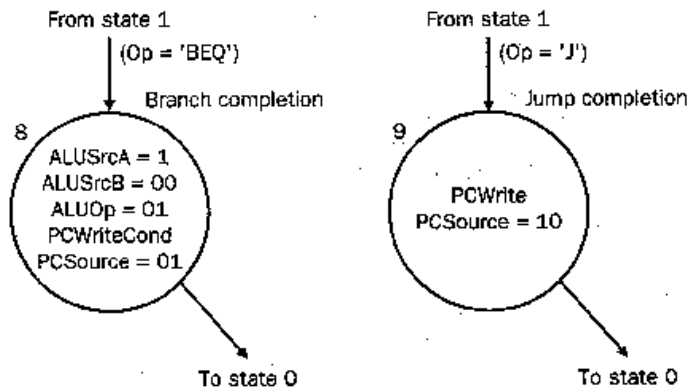 From state 1
(Op = 'BEQ')
Branch completion
8
ALUSrcA = 1
ALUSrcB = 00
ALUOp = 01
PCWriteCond
PCSource = 01
To state 0
From state 1
(Op = 'J')
Jump completion
9
PCWrite
PCSource = 10
To state 0